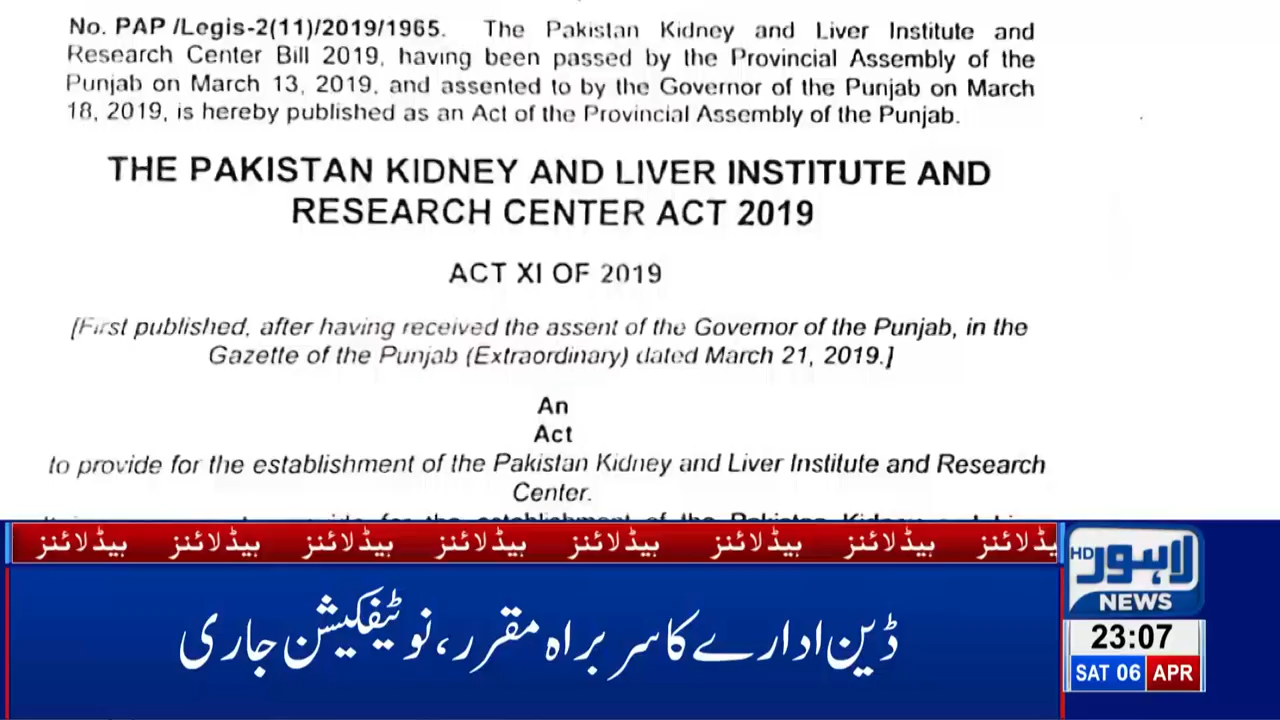 No. PAP /Legis-2(11)/2019/1965. The Pakistan Kidney and Liver Institute and
Research Center Bill 2019, having been passed by the Provincial Assembly of the
Punjab on March 13, 2019, and assented to by the Governor of the Punjab on March
18, 2019, is hereby published as an Act of the Provincial Assembly of the Punjab.
THE PAKISTAN KIDNEY AND LIVER INSTITUTE AND
RESEARCH CENTER ACT 2019
ACT XI OF 2019
[First published, after having received the assent of the Governor of the Punjab, in the
Gazette of the Punjab (Extraordinary) dated March 21, 2019.]
An
Act
to provide for the establishment of the Pakistan Kidney and Liver Institute and Research
Center.
ہیڈلائنز ہیڈلائنز ہیڈلائنز ہیڈلائنز ہیڈلائنز ہیڈلائنز ہیڈلائنز ہیڈلائنز
ڈین ادارے کا سربراہ مقرر، نوٹیفکیشن جاری
HD لاہور
NEWS
23:07
SAT 06 APR